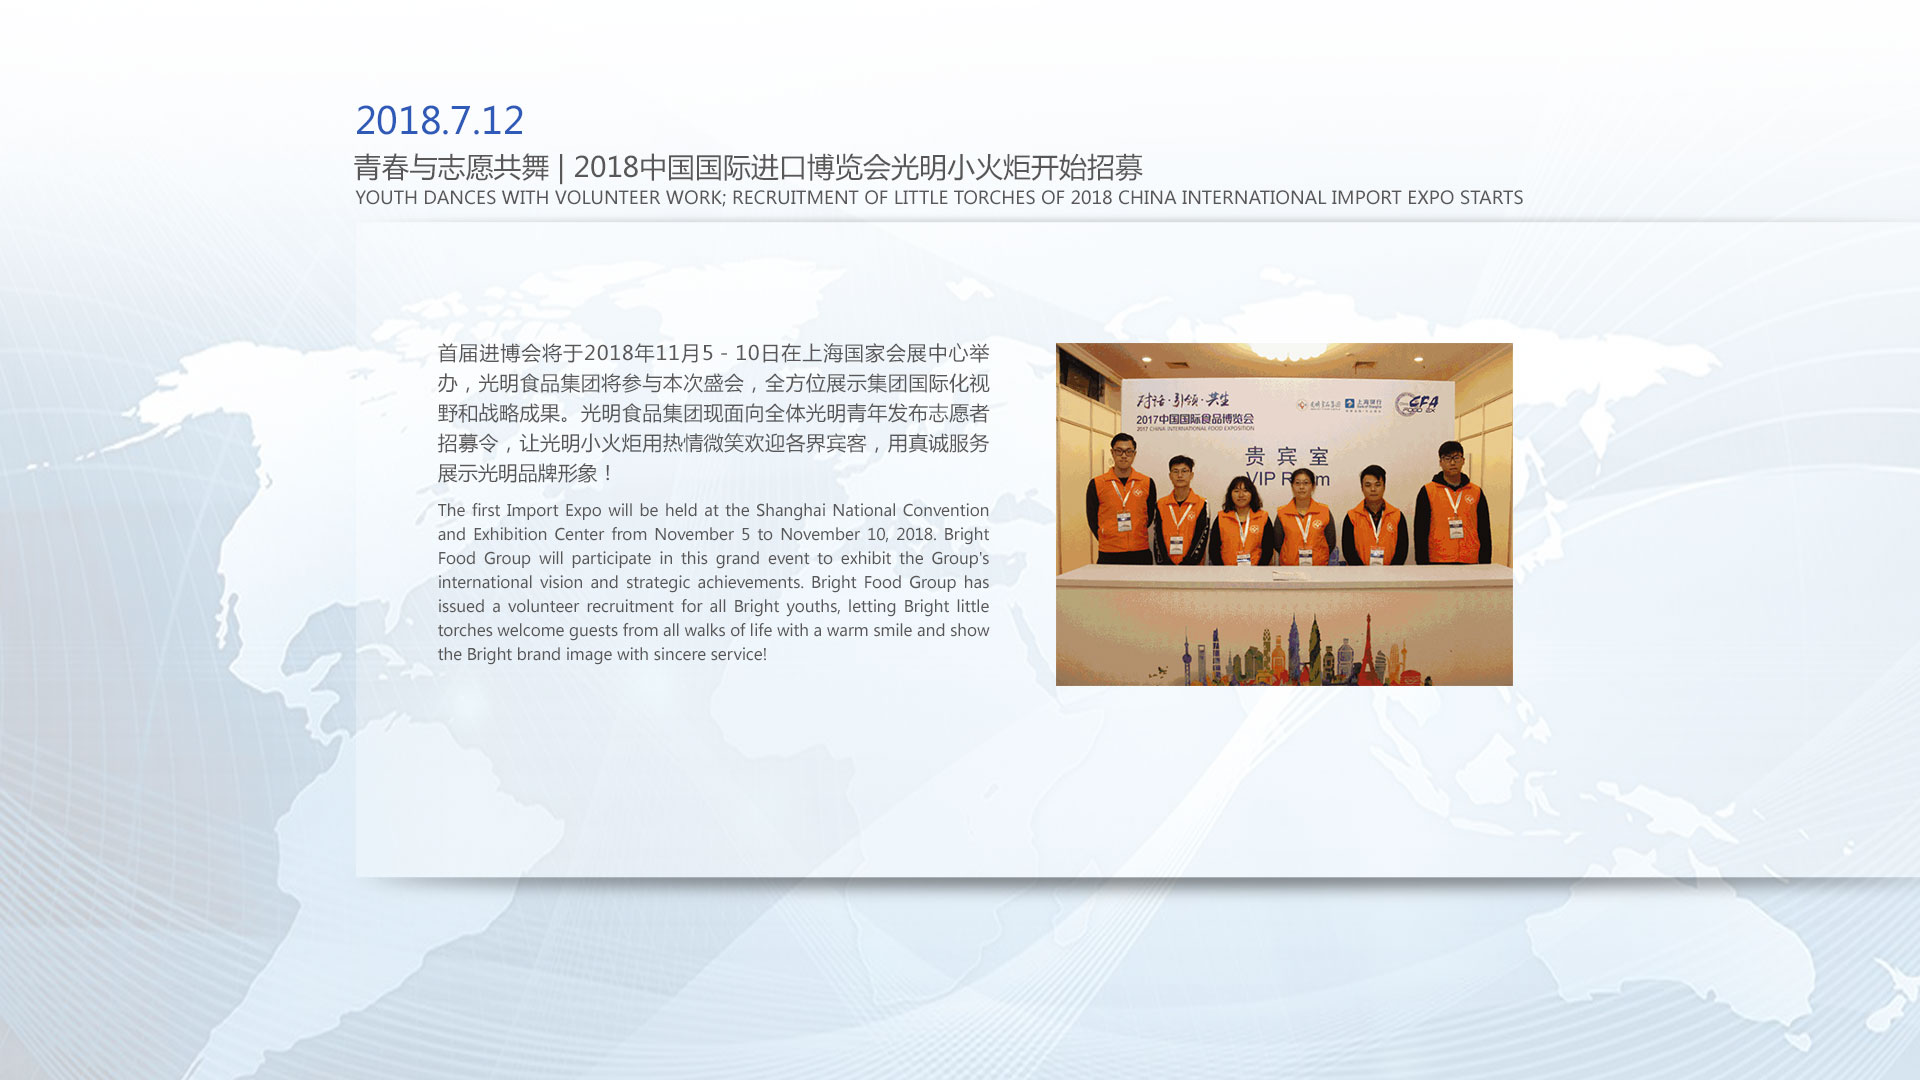 2018.7.12
青春与志愿共舞 | 2018中国国际进口博览会光明小火炬开始招募
YOUTH DANCES WITH VOLUNTEER WORK; RECRUITMENT OF LITTLE TORCHES OF 2018 CHINA INTERNATIONAL IMPORT EXPO STARTS
首届进博会将于2018年11月5 - 10日在上海国家会展中心举
办，光明食品集团将参与本次盛会，全方位展示集团国际化视
野和战略成果。光明食品集团现面向全体光明青年发布志愿者
招募令，让光明小火炬用热情微笑欢迎各界宾客，用真诚服务
展示光明品牌形象！
The first Import Expo will be held at the Shanghai National Convention
and Exhibition Center from November 5 to November 10, 2018. Bright
Food Group will participate in this grand event to exhibit the Group's
international vision and strategic achievements. Bright Food Group has
issued a volunteer recruitment for all Bright youths, letting Bright little
torches welcome guests from all walks of life with a warm smile and show
the Bright brand image with sincere service!
对话·引领·共生
2017中国国际食品博览会
2017 CHINA INTERNATIONAL FOOD EXPOSITION
上海银行
CFA
FOOD EX
贵宾室
VIP R m